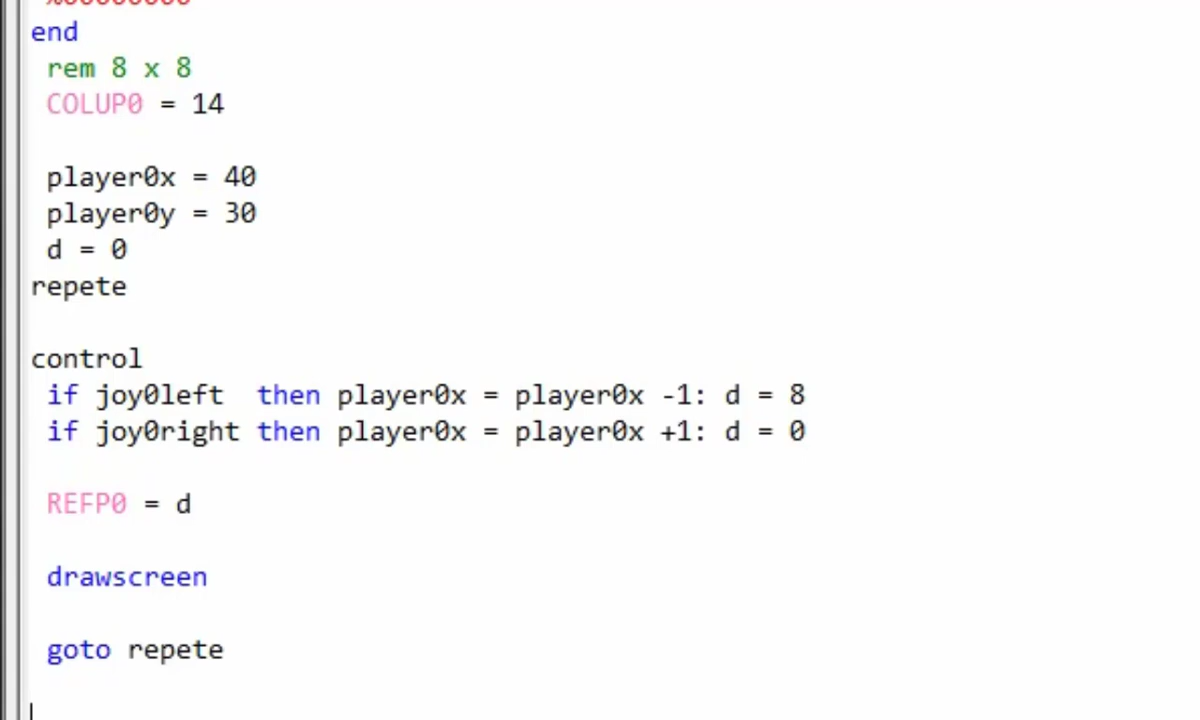 end
rem 8 x 8
COLUP0 = 14
player0x = 40
player0y = 30
d = 0
repete
control
if joy0left  then player0x = player0x -1: d = 8
if joy0right then player0x = player0x +1: d = 0
REFP0 = d
drawscreen
goto repete